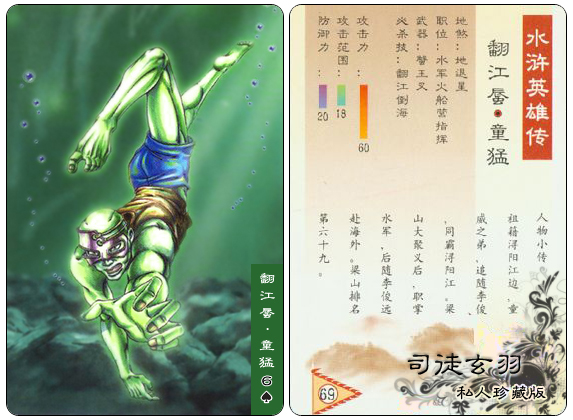 翻江蜃·童猛 6♠
水浒英雄传
翻江蜃·童猛
地煞:地退星
职位:水军火船营指挥
武器:王叉
必杀技:翻江倒海
攻击力: 60
攻击范围: 18
防御力: 20
人物小传
祖籍浔阳江边,童
威之弟,追随李俊
,同霸浔阳江。梁
山大聚义后,职掌
水军,后随李俊远
赴海外。梁山排名
第六十九。
69
司徒玄羽
私人珍藏版